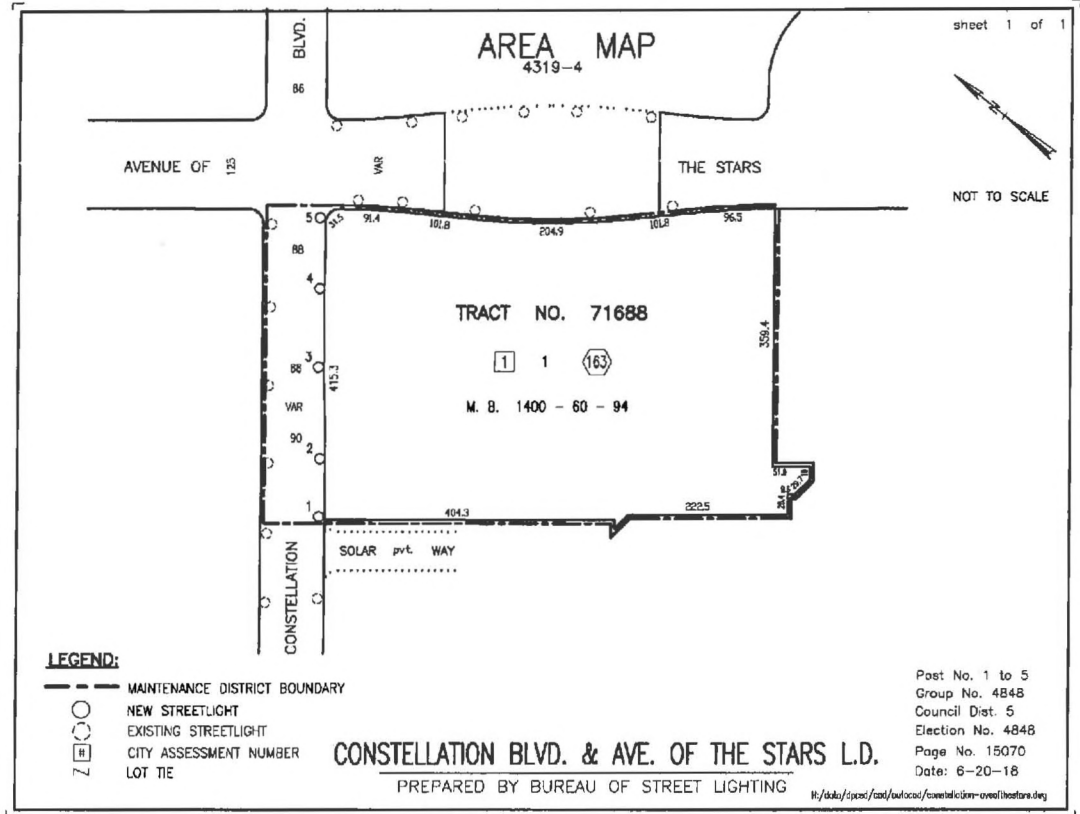 sheet 1 of 1
AREA MAP
4319-4
BLVD.
86
AVENUE OF
125
VAR
THE STARS
NOT TO SCALE
5
31.5
91.4
101.8
204.9
101.8
96.5
88
4
TRACT NO. 71688
3
88
415.3
1 1 163
359.4
VAR
M. B. 1400 - 60 - 94
90
2
1
404.3
222.5
SOLAR pvt. WAY
CONSTELLATION
LEGEND:
MAINTENANCE DISTRICT BOUNDARY
NEW STREETLIGHT
EXISTING STREETLIGHT
# CITY ASSESSMENT NUMBER
LOT TIE
CONSTELLATION BLVD. & AVE. OF THE STARS L.D.
PREPARED BY BUREAU OF STREET LIGHTING
Post No. 1 to 5
Group No. 4848
Council Dist. 5
Election No. 4848
Page No. 15070
Date: 6-20-18